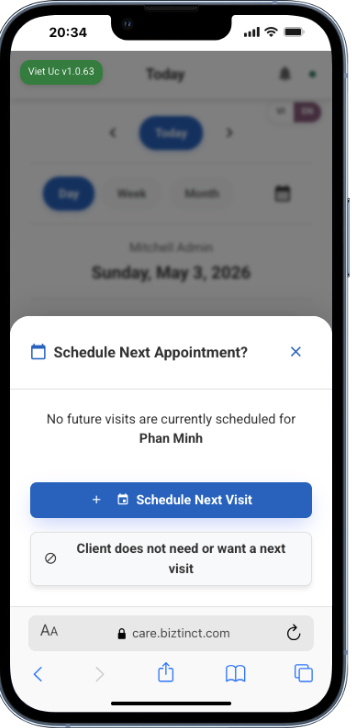 20:34
Viet Uc v1.0.63
Today
VI EN
Today
Day Week Month
Mitchell Admin
Sunday, May 3, 2026
Schedule Next Appointment?
No future visits are currently scheduled for
Phan Minh
+ Schedule Next Visit
Client does not need or want a next
visit
AA care.biztinct.com